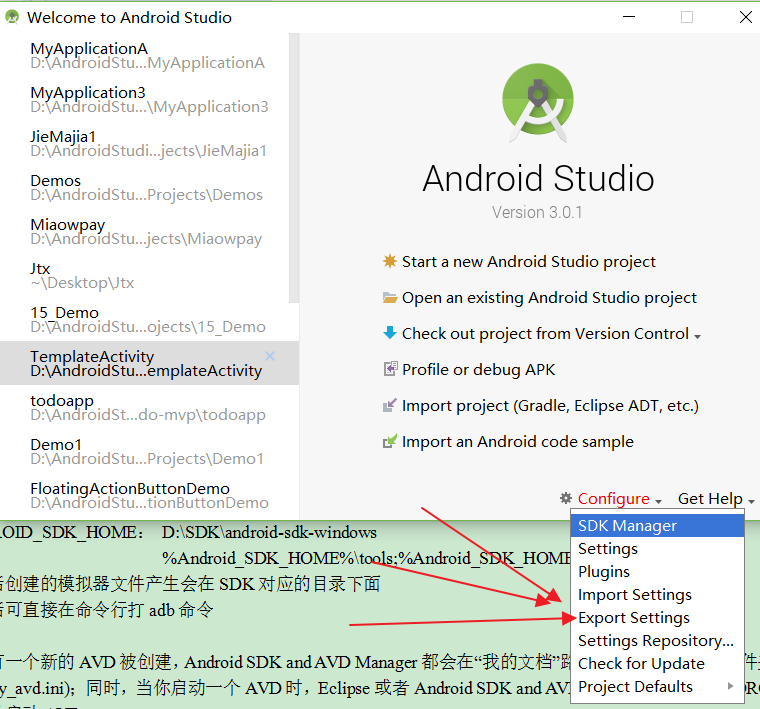 Welcome to Android Studio
MyApplicationA
D:\AndroidStu...MyApplicationA
MyApplication3
D:\AndroidStu...\MyApplication3
JieMajia1
D:\AndroidStudi...jects\JieMajia1
Demos
D:\AndroidStu...Projects\Demos
Miaowpay
D:\AndroidStu...jects\Miaowpay
Jtx
~\Desktop\Jtx
15_Demo
D:\AndroidStu...ojects\15_Demo
TemplateActivity
D:\AndroidStu...emplateActivity
todoapp
D:\AndroidSt...do-mvp\todoapp
Demo1
D:\AndroidStu...Projects\Demo1
FloatingActionButtonDemo
D:\AndroidStu...tionButtonDemo
Android Studio
Version 3.0.1
Start a new Android Studio project
Open an existing Android Studio project
Check out project from Version Control
Profile or debug APK
Import project (Gradle, Eclipse ADT, etc.)
Import an Android code sample
Configure Get Help
SDK Manager
Settings
Plugins
Import Settings
Export Settings
Settings Repository...
Check for Update
Project Defaults
OID_SDK_HOME： D:\SDK\android-sdk-windows
%Android_SDK_HOME%\tools;%Android_SDK_HOME
创建的模拟器文件产生会在 SDK 对应的目录下面
可直接在命令行打 adb 命令
一个新的 AVD 被创建，Android SDK and AVD Manager 都会在“我的文档”
y_avd.ini)；同时，当你启动一个 AVD 时，Eclipse 或者 Android SDK and AV